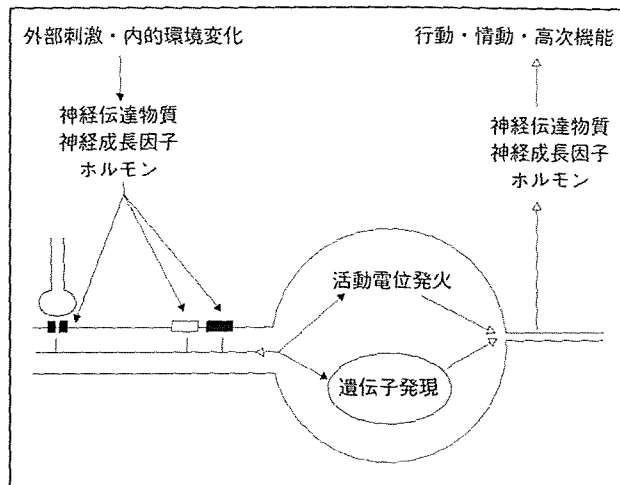 外部刺激・内的環境変化
行動・情動・高次機能
神経伝達物質
神経成長因子
ホルモン
神経伝達物質
神経成長因子
ホルモン
活動電位発火
遺伝子発現